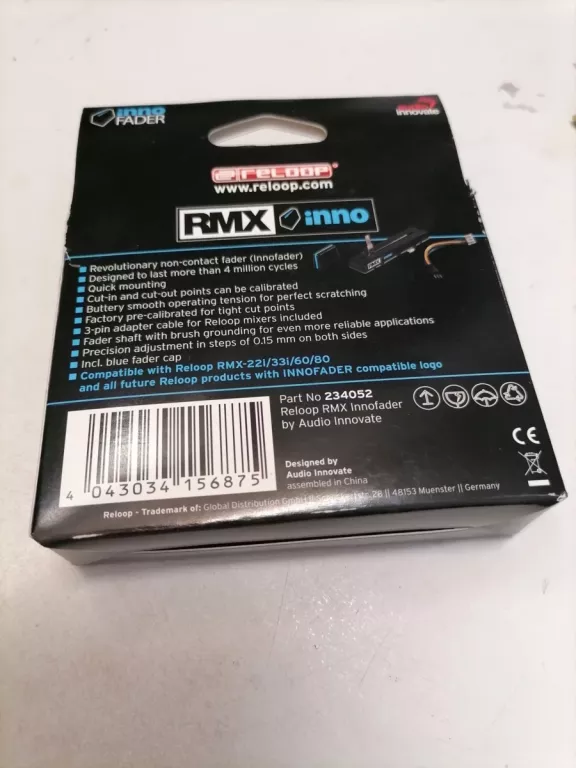 inno
FADER
audio
innovate
RELOOP®
www.reloop.com
RMX inno
Revolutionary non-contact fader (Innofader)
Designed to last more than 4 million cycles
Quick mounting
Cut-in and cut-out points can be calibrated
Buttery smooth operating tension for perfect scratching
Factory pre-calibrated for tight cut points
3-pin adapter cable for Reloop mixers included
Fader shaft with brush grounding for even more reliable applications
Precision adjustment in steps of 0.15 mm on both sides
Incl. blue fader cap
Compatible with Reloop RMX-22i/33i/60/80
and all future Reloop products with INNOFADER compatible logo
Part No 234052
Reloop RMX Innofader
by Audio Innovate
CE
Designed by
Audio Innovate
assembled in China
4 043034 156875
Reloop - Trademark of: Global Distribution 28 || 48153 Muenster || Germany